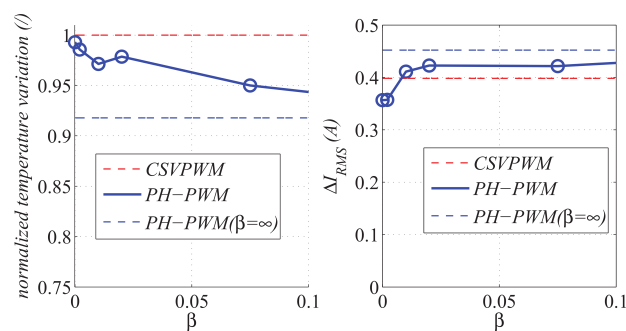 normalized temperature variation (/)
1
0.95
0.9
0.85
0.8
0.75
0
0.05
0.1
β
CSVPWM
PH-PWM
PH-PWM(β=∞)
ΔI_RMS (A)
0.5
0.4
0.3
0.2
0.1
0
0
0.05
0.1
β
CSVPWM
PH-PWM
PH-PWM(β=∞)